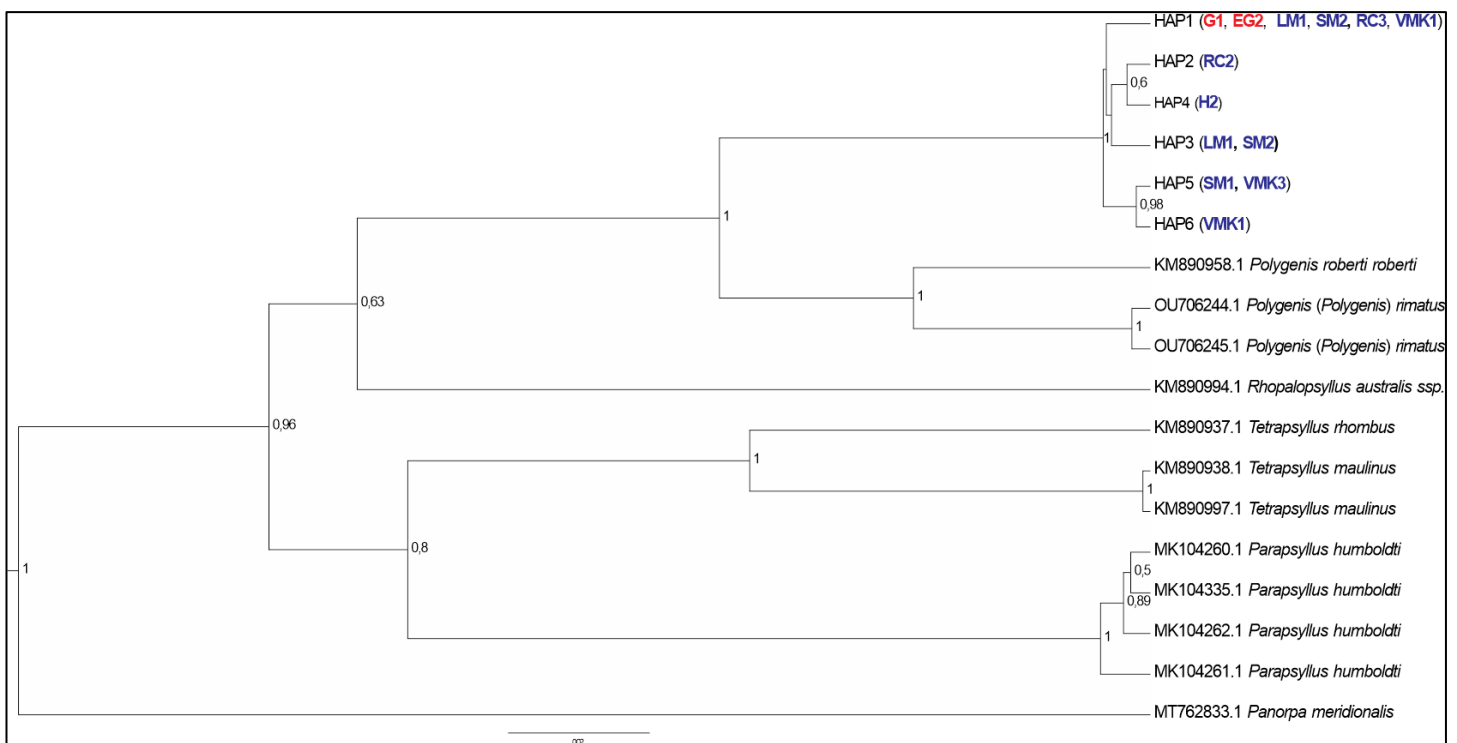 HAP1 (G1, EG2, LM1, SM2, RC3, VMK1)
HAP2 (RC2)
0,6
HAP4 (H2)
1
HAP3 (LM1, SM2)
HAP5 (SM1, VMK3)
0,98
HAP6 (VMK1)
1
KM890958.1 Polygenis roberti roberti
1
OU706244.1 Polygenis (Polygenis) rimatus
0,63
1
OU706245.1 Polygenis (Polygenis) rimatus
KM890994.1 Rhopalopsyllus australis ssp.
0,96
KM890937.1 Tetrapsyllus rhombus
1
KM890938.1 Tetrapsyllus maulinus
1
KM890997.1 Tetrapsyllus maulinus
0,8
MK104260.1 Parapsyllus humboldti
1
0,5
MK104335.1 Parapsyllus humboldti
0,89
MK104262.1 Parapsyllus humboldti
1
MK104261.1 Parapsyllus humboldti
MT762833.1 Panorpa meridionalis